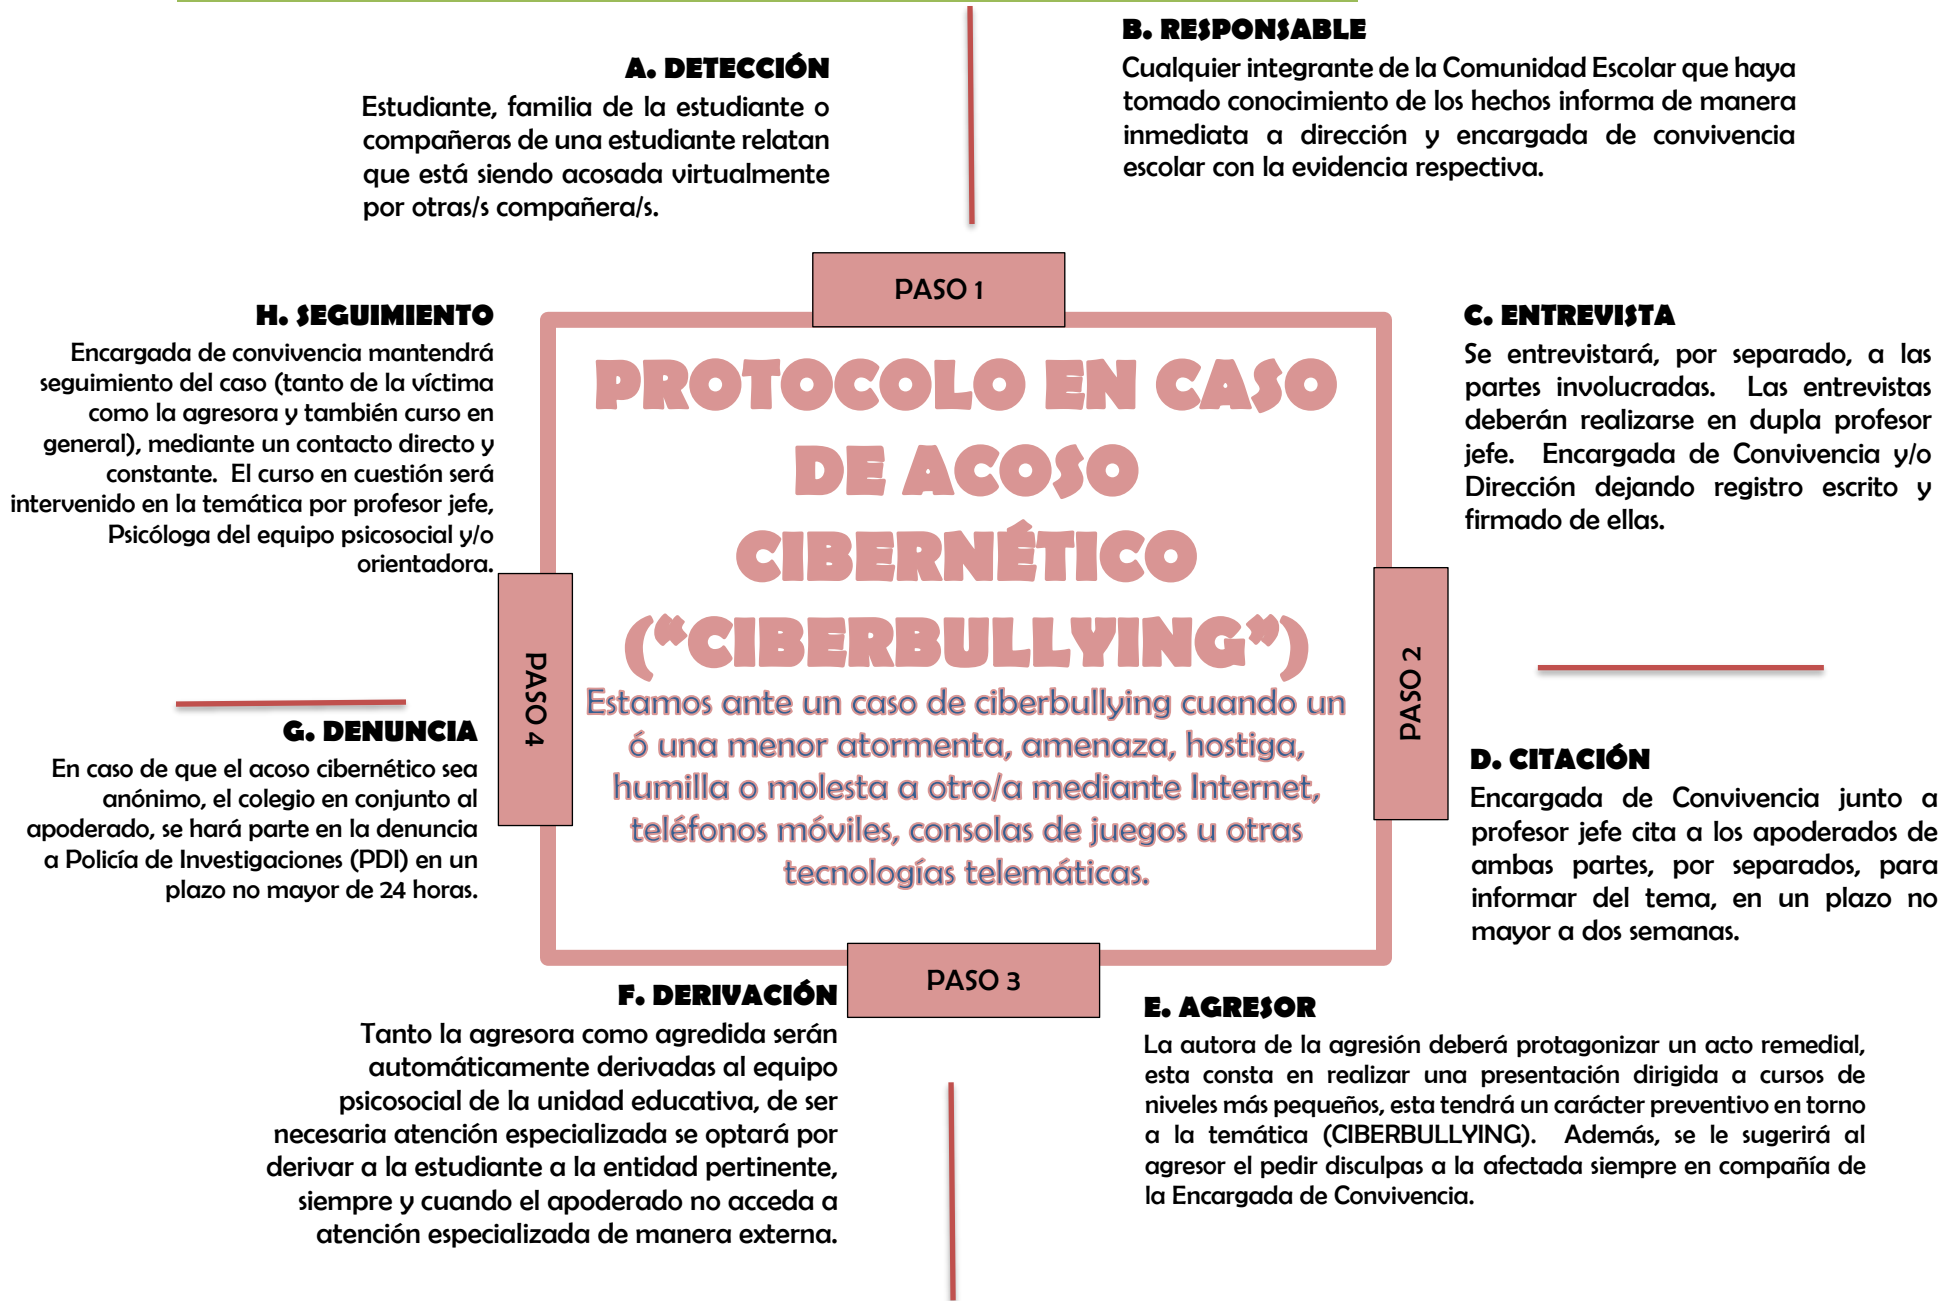 A. DETECCIÓN
Estudiante, familia de la estudiante o
compañeras de una estudiante relatan
que está siendo acosada virtualmente
por otras/s compañera/s.
B. RESPONSABLE
Cualquier integrante de la Comunidad Escolar que haya
tomado conocimiento de los hechos informa de manera
inmediata a dirección y encargada de convivencia
escolar con la evidencia respectiva.
PASO 1
C. ENTREVISTA
Se entrevistará, por separado, a las
partes involucradas. Las entrevistas
deberán realizarse en dupla profesor
jefe. Encargada de Convivencia y/o
Dirección dejando registro escrito y
firmado de ellas.
PASO 2
D. CITACIÓN
Encargada de Convivencia junto a
profesor jefe cita a los apoderados de
ambas partes, por separados, para
informar del tema, en un plazo no
mayor a dos semanas.
PROTOCOLO EN CASO
DE ACOSO
CIBERNÉTICO
(“CIBERBULLYING”)
Estamos ante un caso de ciberbullying cuando un
ó una menor atormenta, amenaza, hostiga,
humilla o molesta a otro/a mediante Internet,
teléfonos móviles, consolas de juegos u otras
tecnologías telemáticas.
PASO 3
E. AGRESOR
La autora de la agresión deberá protagonizar un acto remedial,
esta consta en realizar una presentación dirigida a cursos de
niveles más pequeños, esta tendrá un carácter preventivo en torno
a la temática (CIBERBULLYING). Además, se le sugerirá al
agresor el pedir disculpas a la afectada siempre en compañía de
la Encargada de Convivencia.
F. DERIVACIÓN
Tanto la agresora como agredida serán
automáticamente derivadas al equipo
psicosocial de la unidad educativa, de ser
necesaria atención especializada se optará por
derivar a la estudiante a la entidad pertinente,
siempre y cuando el apoderado no acceda a
atención especializada de manera externa.
PASO 4
G. DENUNCIA
En caso de que el acoso cibernético sea
anónimo, el colegio en conjunto al
apoderado, se hará parte en la denuncia
a Policía de Investigaciones (PDI) en un
plazo no mayor de 24 horas.
H. SEGUIMIENTO
Encargada de convivencia mantendrá
seguimiento del caso (tanto de la víctima
como la agresora y también curso en
general), mediante un contacto directo y
constante. El curso en cuestión será
intervenido en la temática por profesor jefe,
Psicóloga del equipo psicosocial y/o
orientadora.